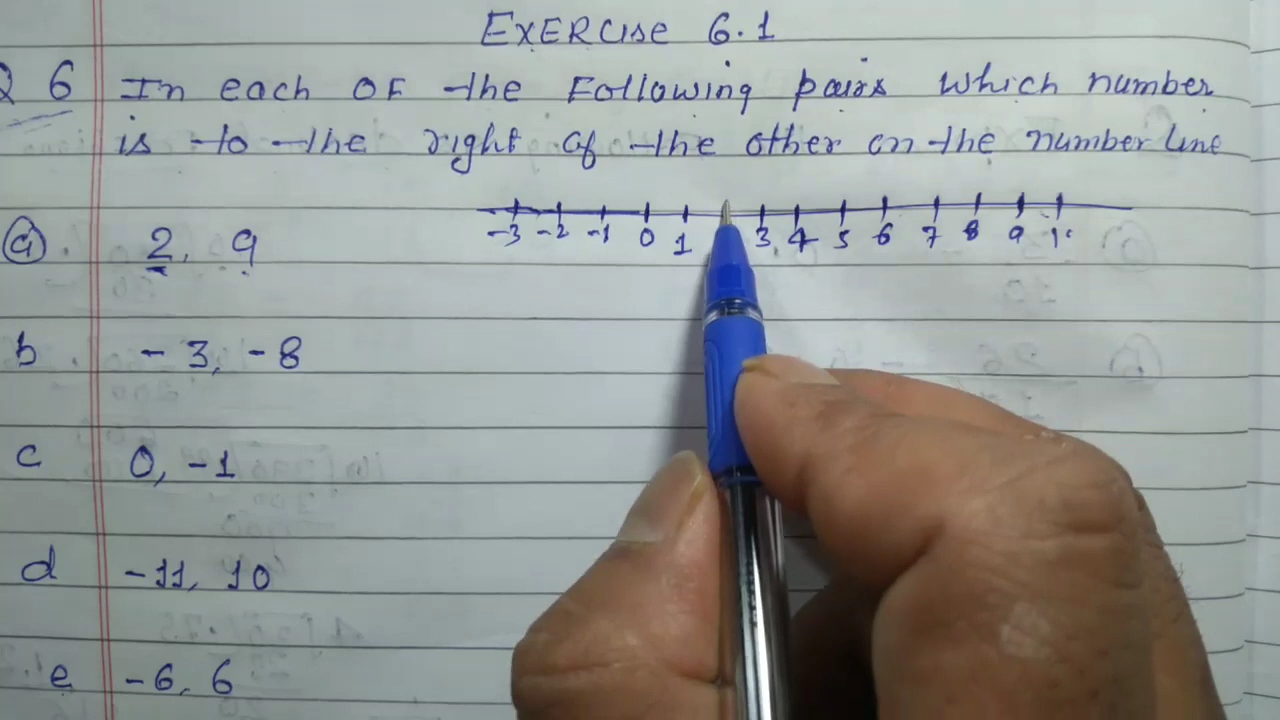 EXERCISE 6.1
Q 6 In each OF the Following pairs which number
is to the right of the other on the number line
-3 -2 -1 0 1 3 4 5 6 7 8 9 10
a 2, 9
b -3, -8
c 0, -1
d -11, 10
e -6, 6